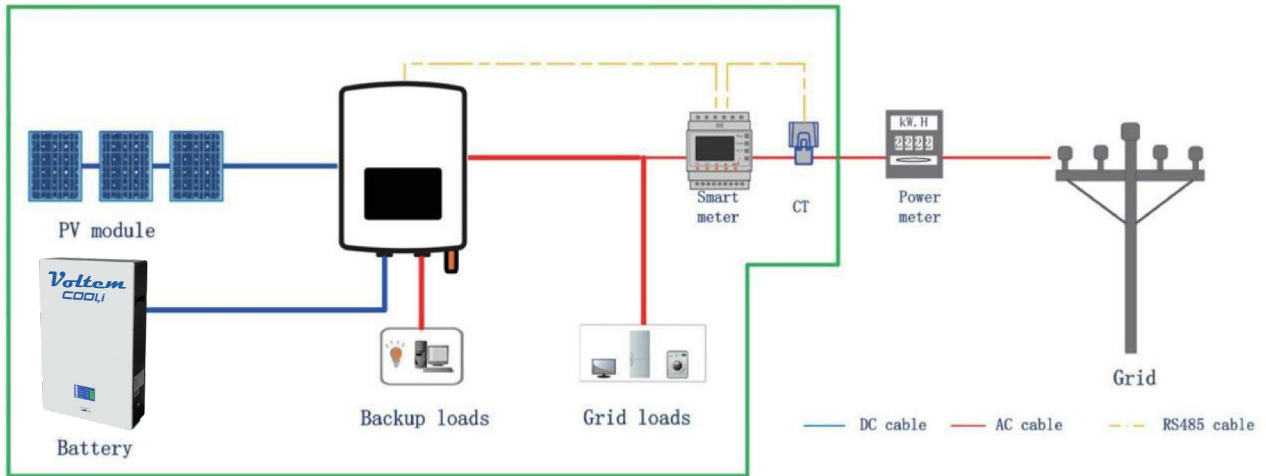 kW.H
Smart
meter
CT
Power
meter
PV module
Voltem
COOLi
Grid
Backup loads
Grid loads
Battery
DC cable
AC cable
RS485 cable